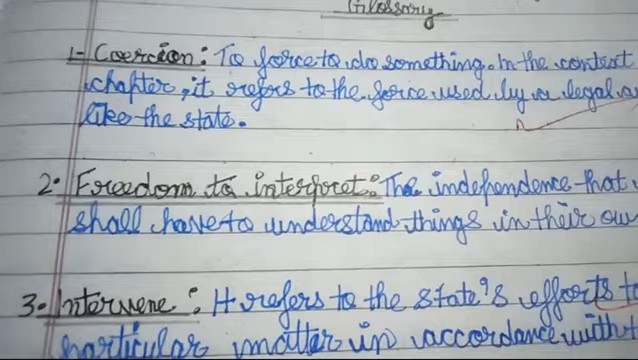 Glossary
1- Coercion: To force to do something. In the context
chapter, it refers to the force used by a legal a
like the state.
2. Freedom to interpret: The independence that
shall have to understand things in their ow
3. Intervene: It refers to the state's efforts to
particular matter in accordance with t